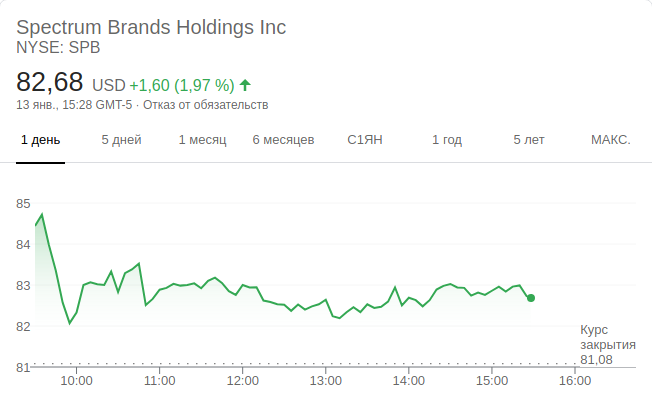 Spectrum Brands Holdings Inc
NYSE: SPB
82,68 USD +1,60 (1,97 %)
13 янв., 15:28 GMT-5 · Отказ от обязательств
1 день 5 дней 1 месяц 6 месяцев С1ЯН 1 год 5 лет МАКС.
85
84
83
82
Курс
закрытия
81,08
81
10:00 11:00 12:00 13:00 14:00 15:00 16:00